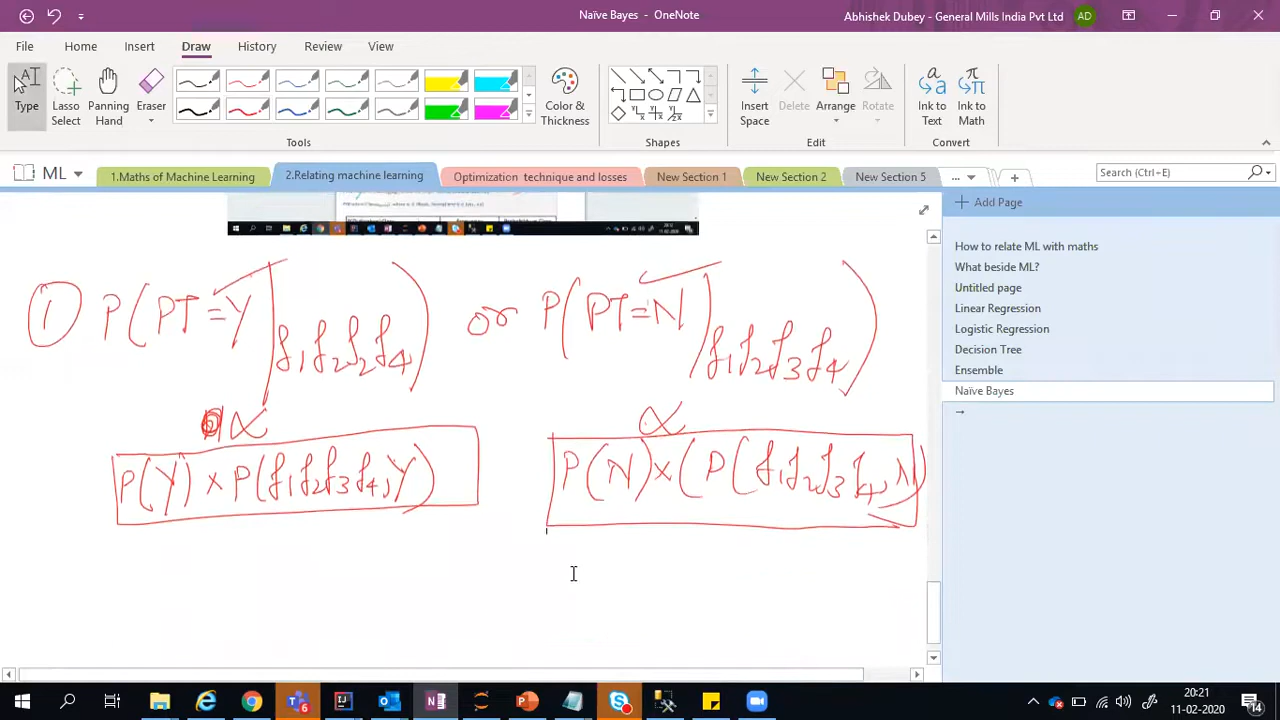 Naïve Bayes - OneNote
Abhishek Dubey - General Mills India Pvt Ltd AD
File Home Insert Draw History Review View
Type Lasso Select Panning Hand Eraser Color & Thickness Insert Space Delete Arrange Rotate Ink to Text Ink to Math
Tools Shapes Edit Convert
ML 1.Maths of Machine Learning 2.Relating machine learning Optimization technique and losses New Section 1 New Section 2 New Section 5 ... Search (Ctrl+E)
Add Page
How to relate ML with maths
What beside ML?
Untitled page
Linear Regression
Logistic Regression
Decision Tree
Ensemble
Naïve Bayes
① P(PT=Y | f1 f2 f2 f4) or P(PT=N | f1 f2 f3 f4)
∝ ∝
P(Y) × P(f1 f2 f3 f4, Y) P(N) × (P(f1 f2 f3 f4, N)
20:21
11-02-2020
14
6